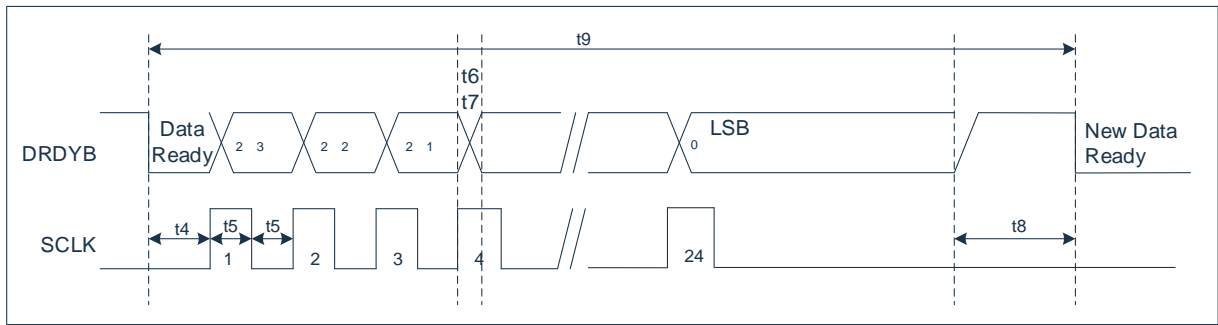 t9
t6
t7
Data
Ready
2 3
2 2
2 1
0
LSB
New Data
Ready
DRDYB
t4
t5
t5
t8
SCLK
1
2
3
4
24